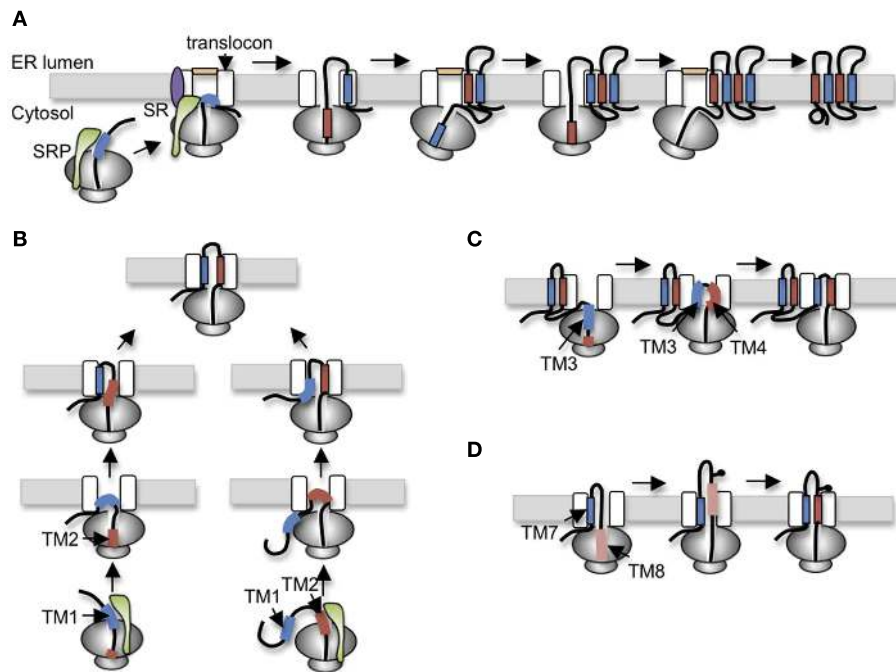 A
translocon
ER lumen
Cytosol
SR
SRP
B
C
TM3
TM3
TM4
TM2
D
TM7
TM8
TM1
TM1
TM2